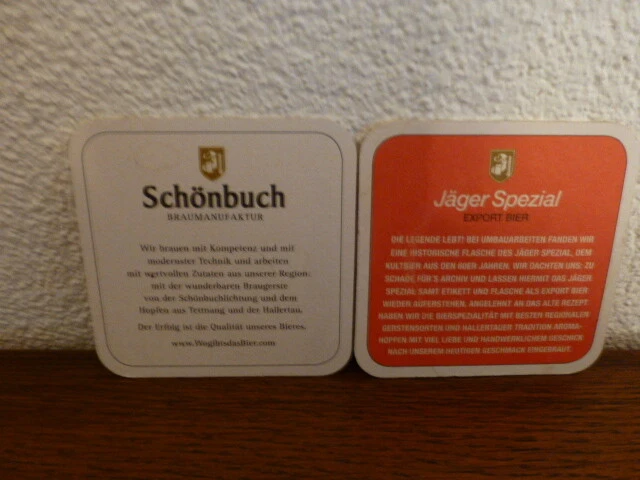 Schönbuch
BRAUMANUFAKTUR
Wir brauen mit Kompetenz und mit
modernster Technik und arbeiten
mit wertvollen Zutaten aus unserer Region:
mit der wunderbaren Braugerste
von der Schönbuchlichtung und dem
Hopfen aus Tettnang und der Hallertau.
Der Erfolg ist die Qualität unseres Bieres.
www.WogibtsdasBier.com
Jäger Spezial
EXPORT BIER
DIE LEGENDE LEBT! BEI UMBAUARBEITEN FANDEN WIR
EINE HISTORISCHE FLASCHE DES JÄGER SPEZIAL, DEM
KULTBIER AUS DEN 60ER JAHREN. WIR DACHTEN UNS: ZU
SCHADE FÜR'S ARCHIV UND LASSEN HIERMIT DAS JÄGER
SPEZIAL SAMT ETIKETT UND FLASCHE ALS EXPORT BIER
WIEDER AUFERSTEHEN. ANGELEHNT AN DAS ALTE REZEPT
HABEN WIR DIE BIERSPEZIALITÄT MIT BESTEN REGIONALEN
GERSTENSORTEN UND HALLERTAUER TRADITION AROMA-
HOPFEN MIT VIEL LIEBE UND HANDWERKLICHEM GESCHICK
NACH UNSEREM HEUTIGEN GESCHMACK EINGEBRAUT.